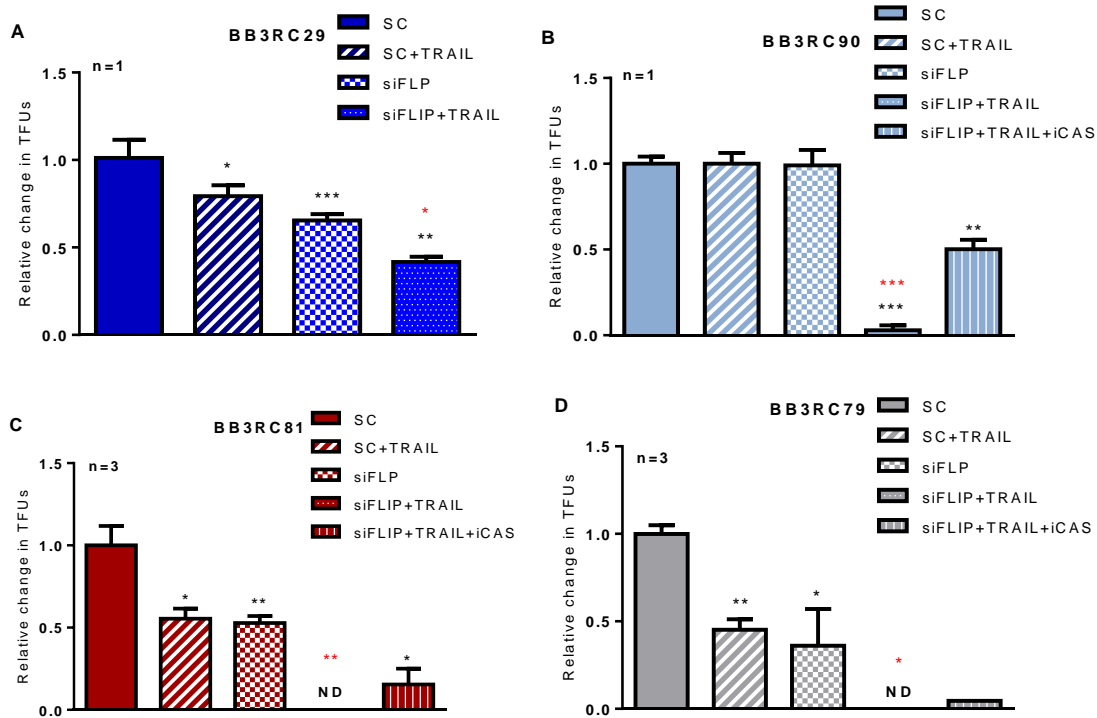 A
BB3RC29
SC
SC+TRAIL
siFLP
siFLIP+TRAIL
n=1
Relative change in TFUs
1.5
1.0
0.5
0.0
*
***
*
**
B
BB3RC90
SC
SC+TRAIL
siFLP
siFLIP+TRAIL
siFLIP+TRAIL+iCAS
n=1
Relative change in TFUs
1.5
1.0
0.5
0.0
***
***
**
C
BB3RC81
SC
SC+TRAIL
siFLP
siFLIP+TRAIL
siFLIP+TRAIL+iCAS
n=3
Relative change in TFUs
1.5
1.0
0.5
0.0
*
**
**
ND
*
D
BB3RC79
SC
SC+TRAIL
siFLP
siFLIP+TRAIL
siFLIP+TRAIL+iCAS
n=3
Relative change in TFUs
1.5
1.0
0.5
0.0
**
*
*
ND